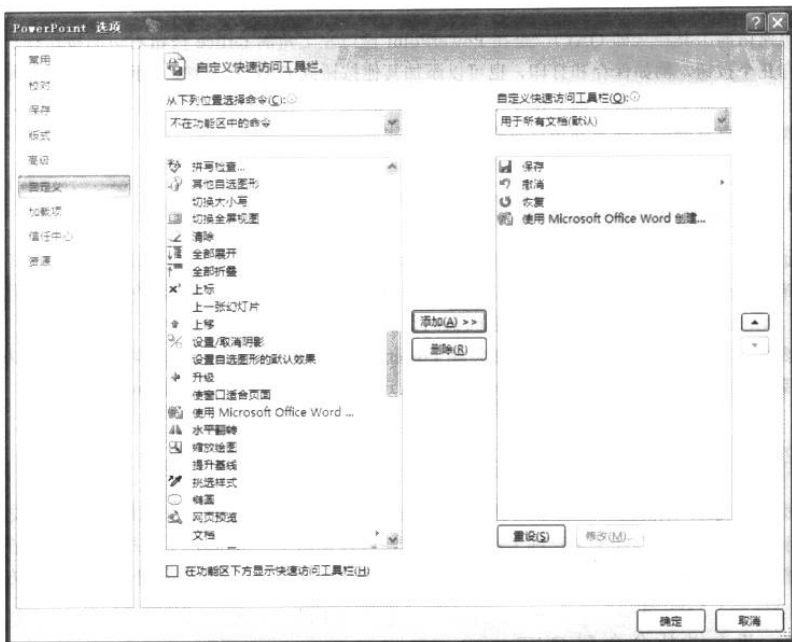 PowerPoint 选项
常用
校对
保存
版式
高级
自定义
加载项
信任中心
资源
自定义快速访问工具栏。
从下列位置选择命令(C):
不在功能区中的命令
拼写检查...
其他自选图形
切换大小写
切换全屏视图
清除
全部展开
全部折叠
上标
上一张幻灯片
上移
设置/取消阴影
设置自选图形的默认效果
升级
使窗口适合页面
使用 Microsoft Office Word ...
水平翻转
缩放绘图
提升基线
挑选样式
椭圆
网页预览
文档
在功能区下方显示快速访问工具栏(H)
添加(A) >>
删除(R)
自定义快速访问工具栏(Q):
用于所有文档(默认)
保存
撤消
恢复
使用 Microsoft Office Word 创建...
重设(S)
修改(M)...
确定
取消